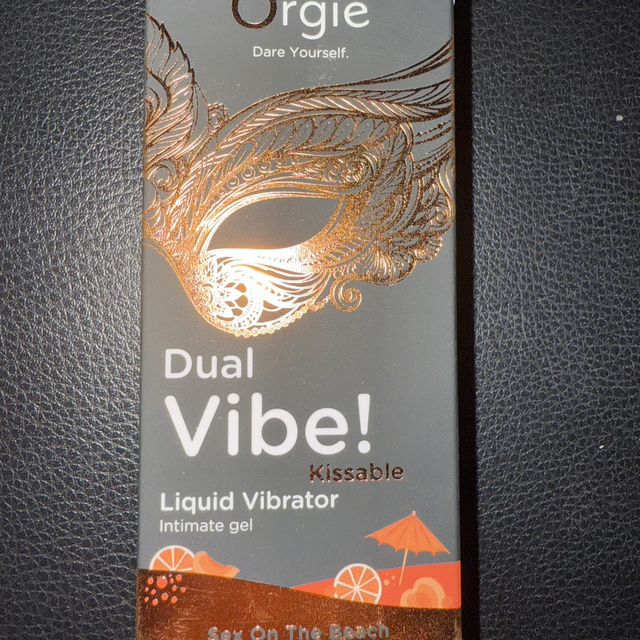 Orgie
Dare Yourself.
Dual
Vibe!
Kissable
Liquid Vibrator
Intimate gel
Sex On The Beach